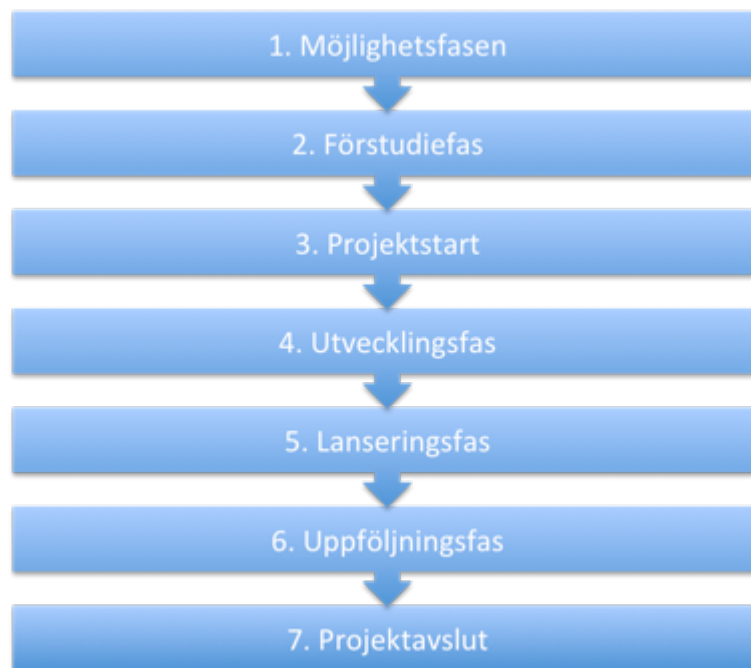 1. Möjlighetsfasen
2. Förstudiefas
3. Projektstart
4. Utvecklingsfas
5. Lanseringsfas
6. Uppföljningsfas
7. Projektavslut